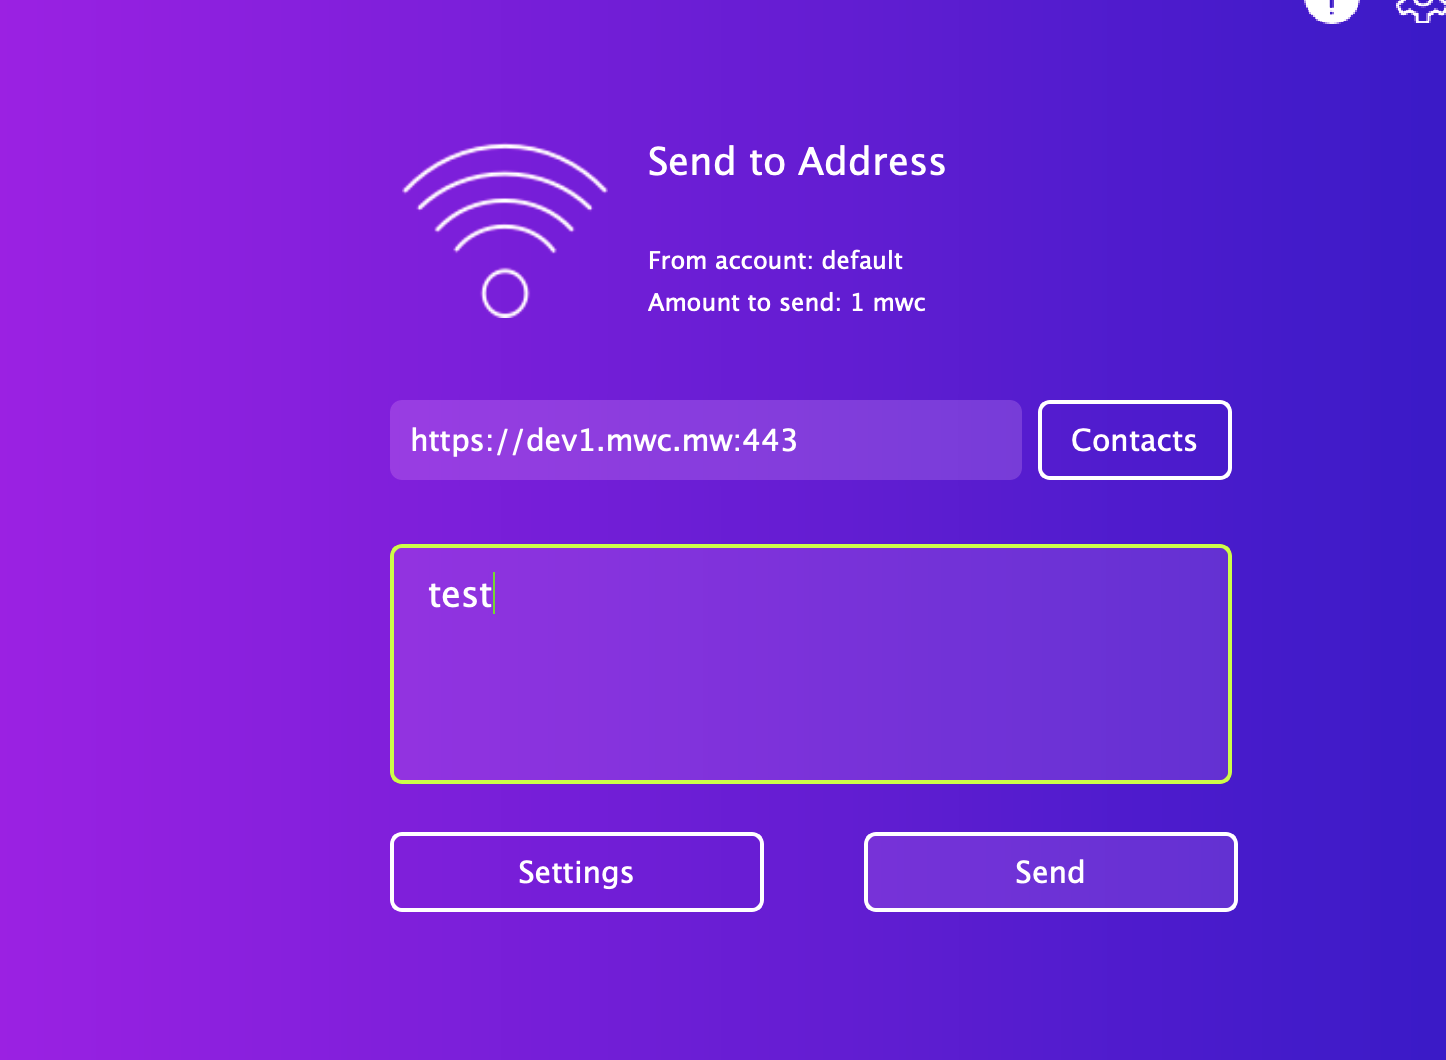 Send to Address
From account: default
Amount to send: 1 mwc
https://dev1.mwc.mw:443
Contacts
test
Settings
Send